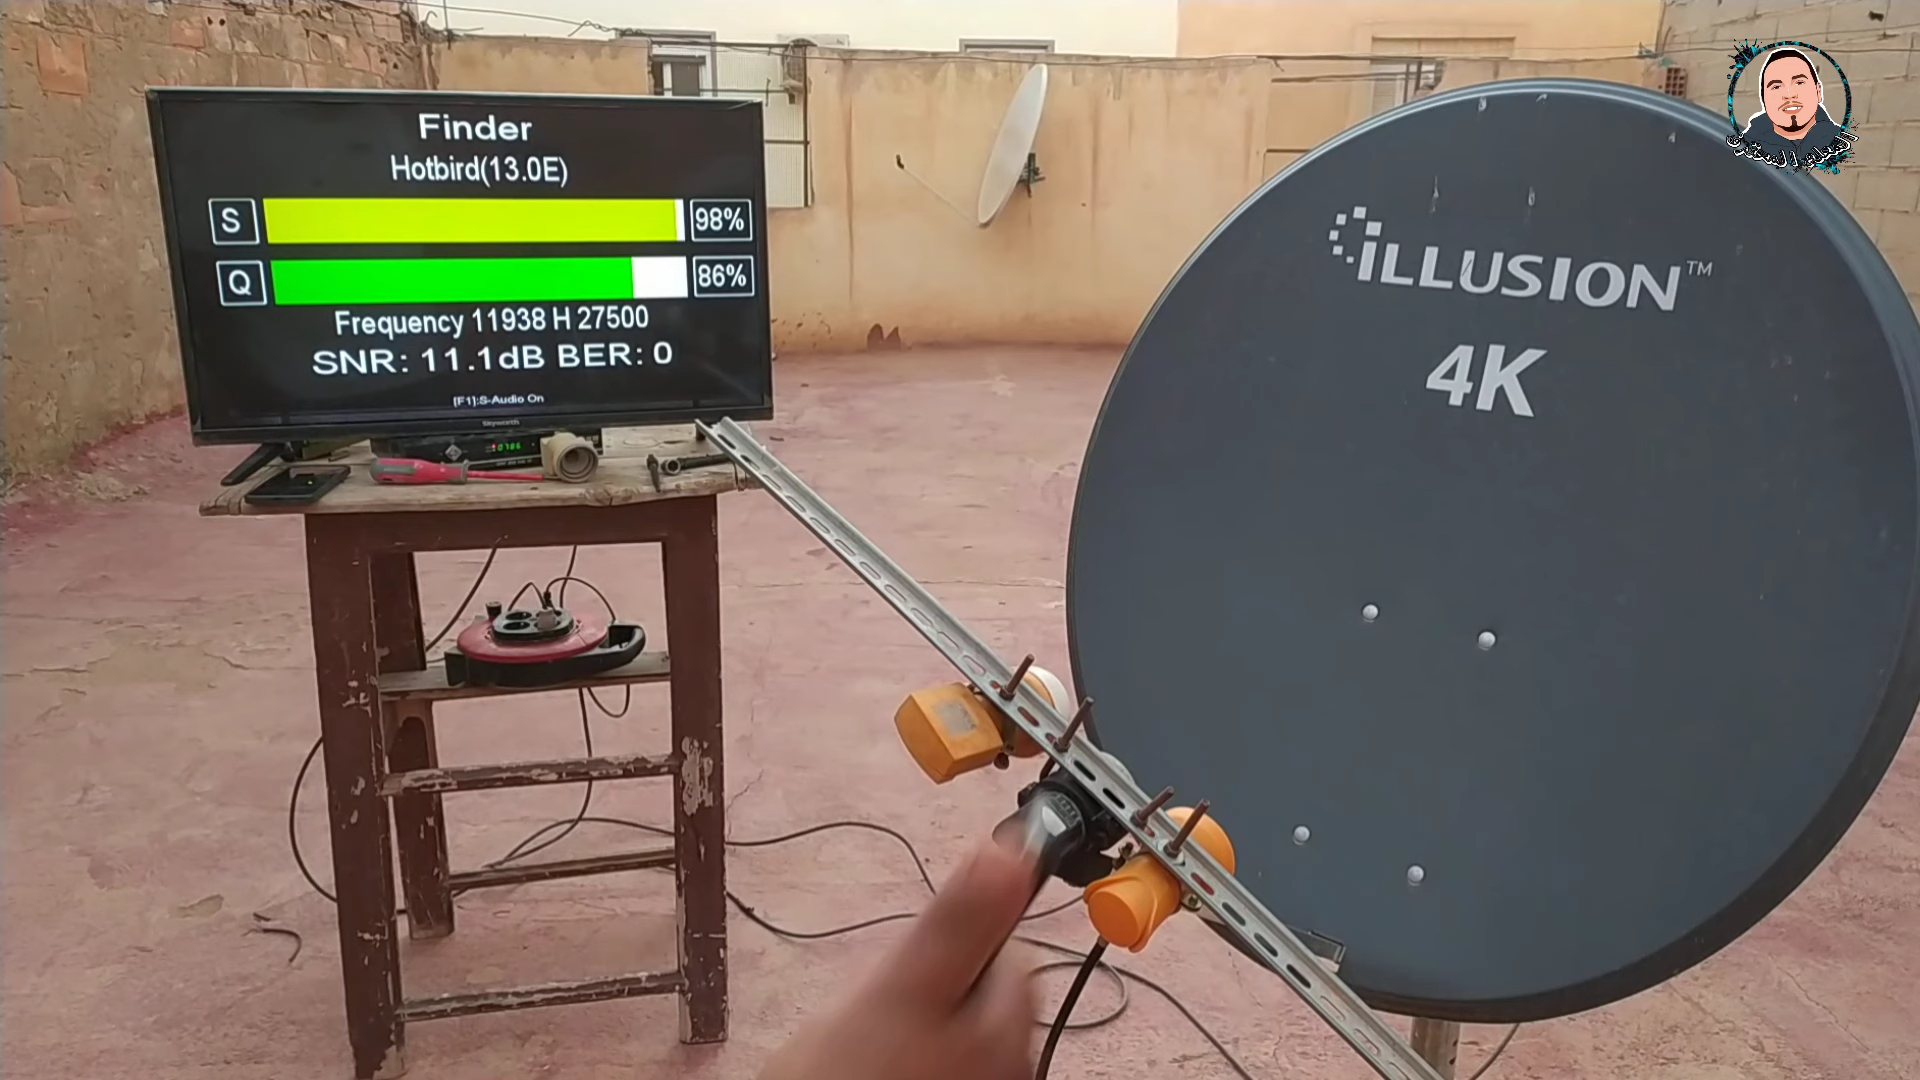 Finder
Hotbird(13.0E)
S 98%
Q 86%
Frequency 11938 H 27500
SNR: 11.1dB BER: 0
[F1]:S-Audio On
Skyworth
iLLUSION™
4K